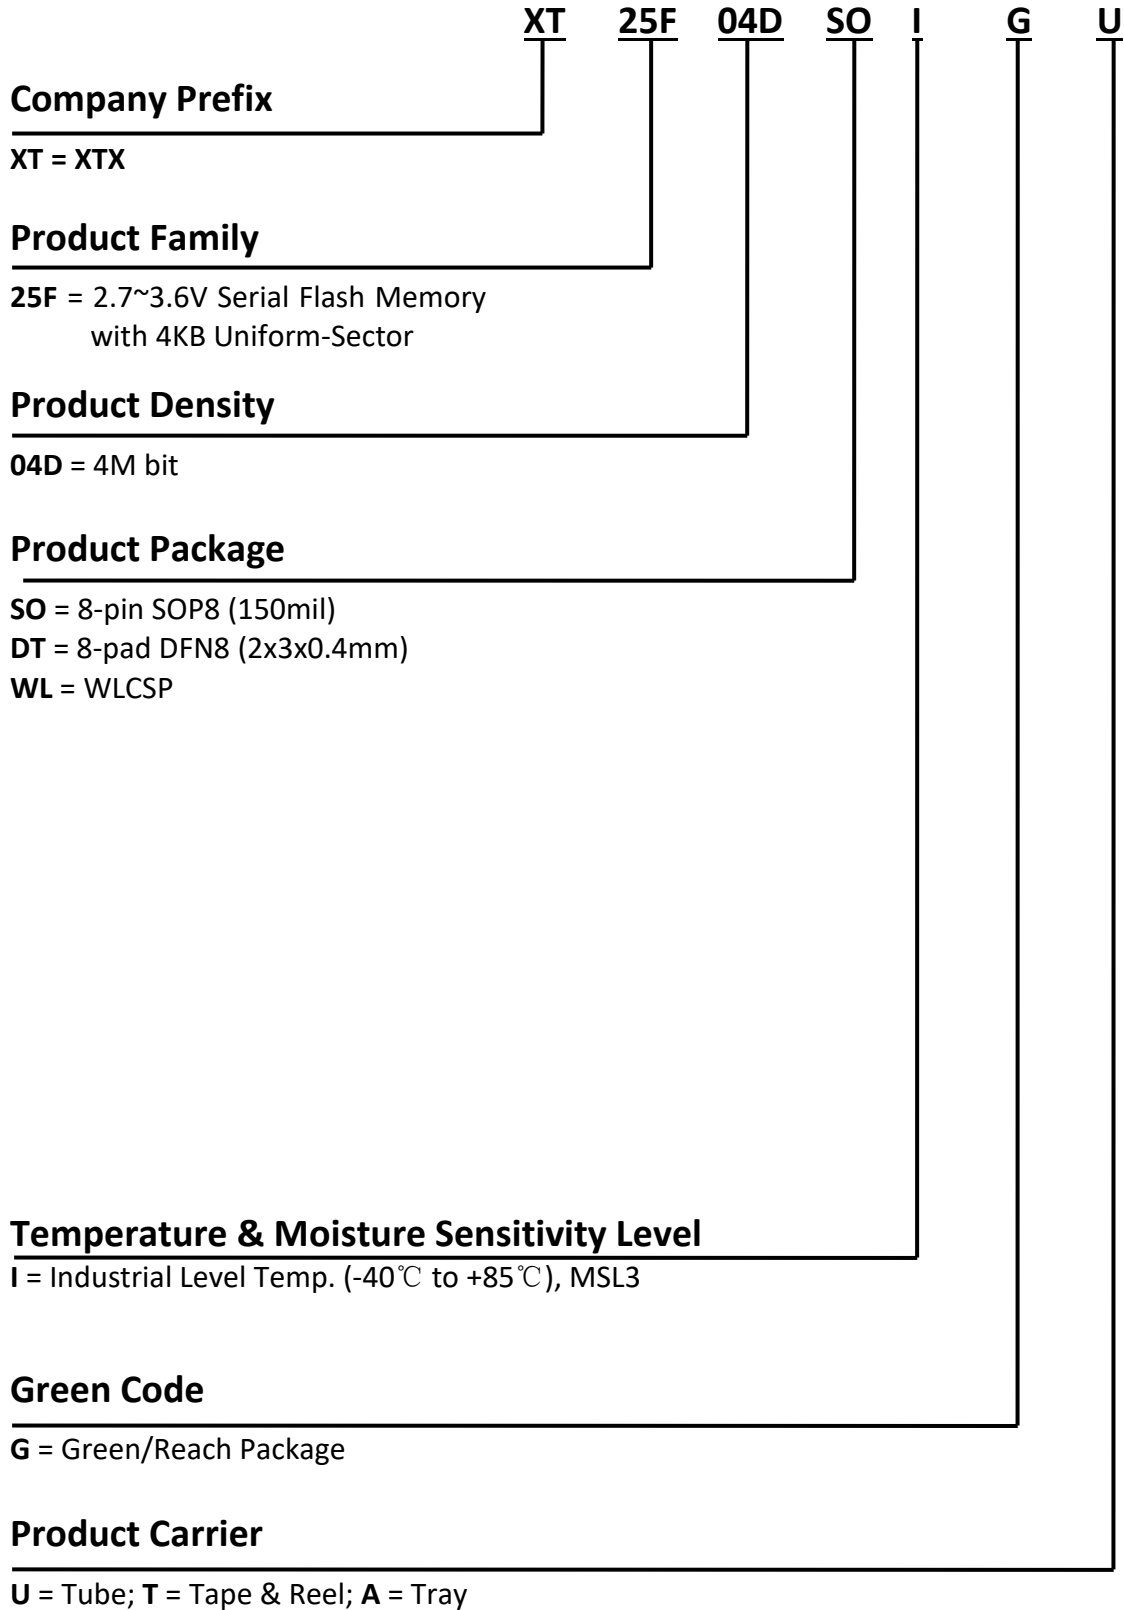 XT 25F 04D SO I G U
Company Prefix
XT = XTX
Product Family
25F = 2.7~3.6V Serial Flash Memory
with 4KB Uniform-Sector
Product Density
04D = 4M bit
Product Package
SO = 8-pin SOP8 (150mil)
DT = 8-pad DFN8 (2x3x0.4mm)
WL = WLCSP
Temperature & Moisture Sensitivity Level
I = Industrial Level Temp. (-40℃ to +85℃), MSL3
Green Code
G = Green/Reach Package
Product Carrier
U = Tube; T = Tape & Reel; A = Tray